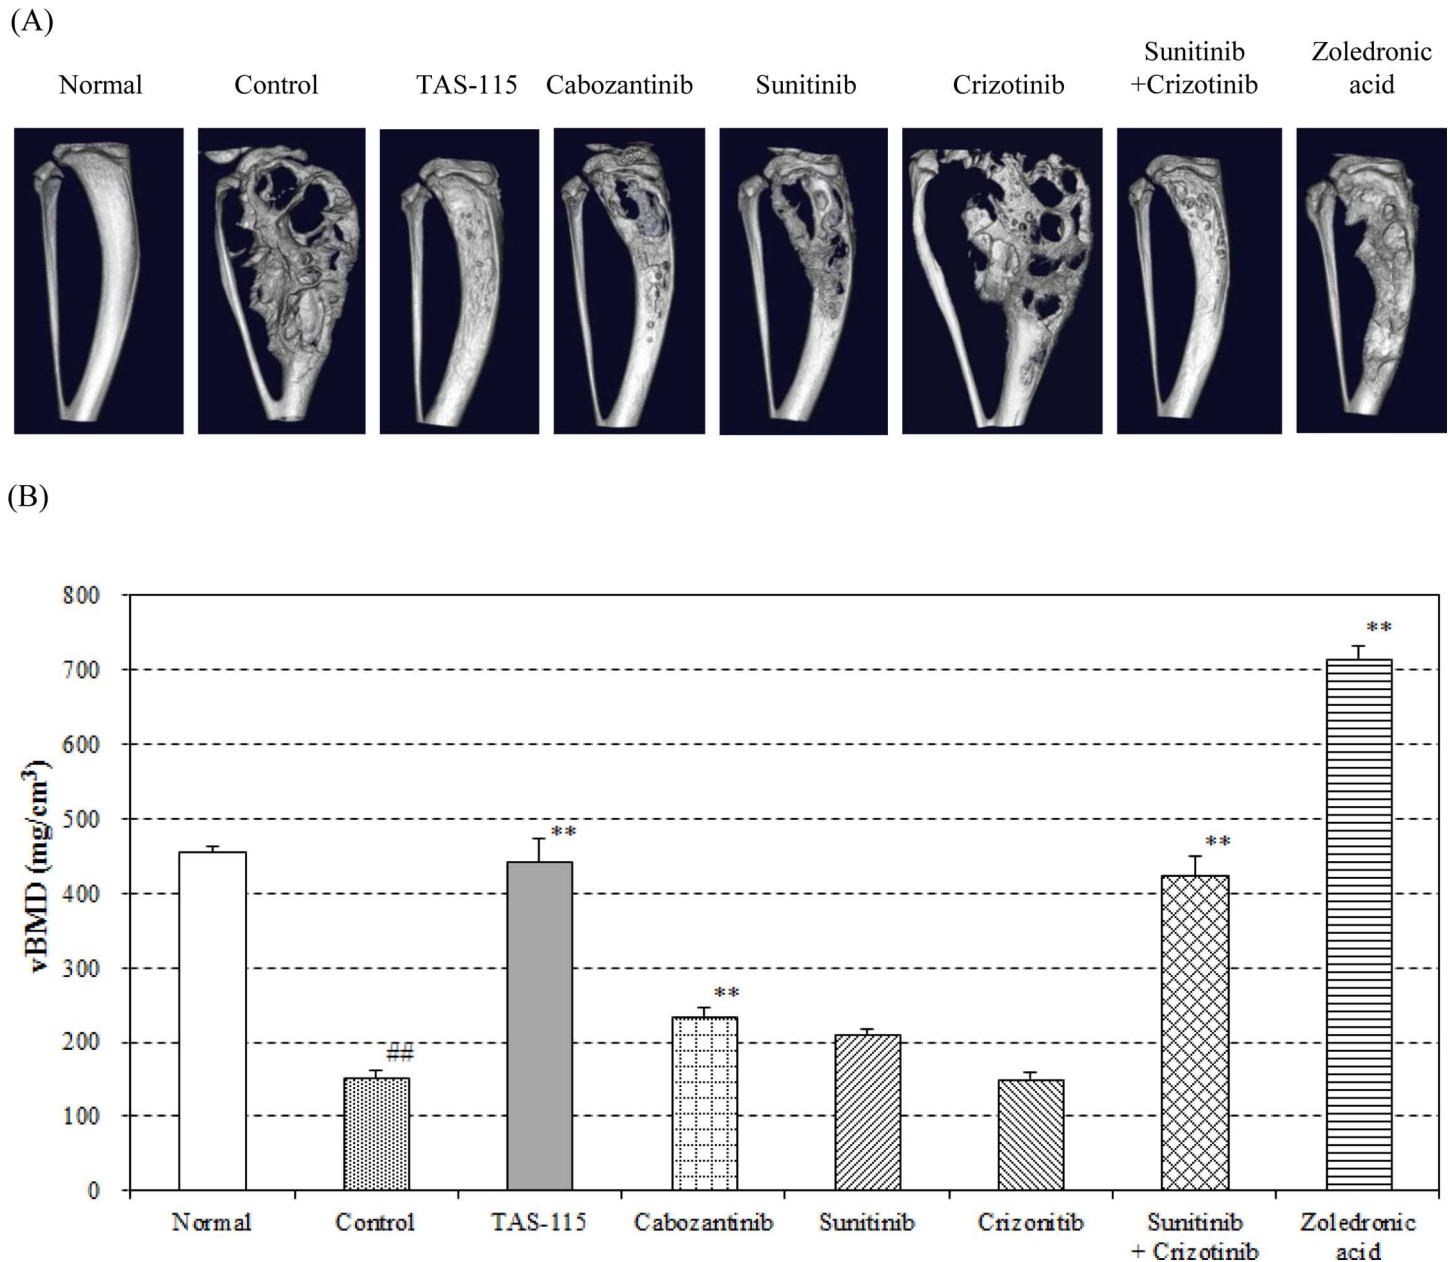 (A)
Normal
Control
TAS-115
Cabozantinib
Sunitinib
Crizotinib
Sunitinib
+Crizotinib
Zoledronic
acid
(B)
vBMD (mg/cm³)
800
700
600
500
400
300
200
100
0
##
**
**
**
**
Normal
Control
TAS-115
Cabozantinib
Sunitinib
Crizonitib
Sunitinib
+ Crizotinib
Zoledronic
acid